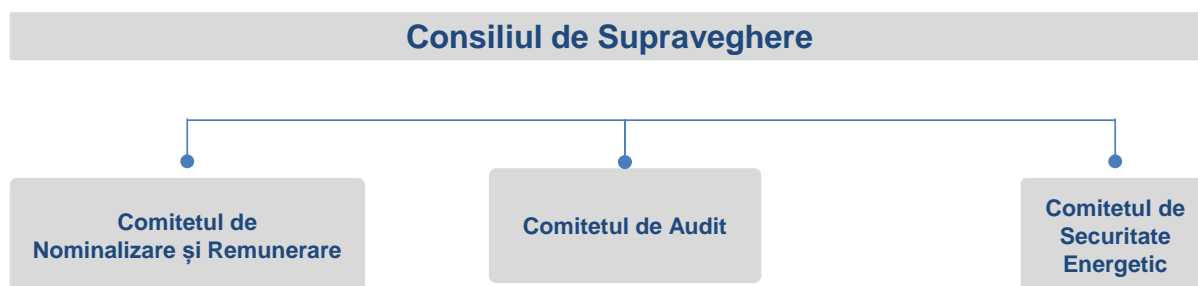 Consiliul de Supraveghere
Comitetul de
Nominalizare și Remunerare
Comitetul de Audit
Comitetul de
Securitate
Energetic